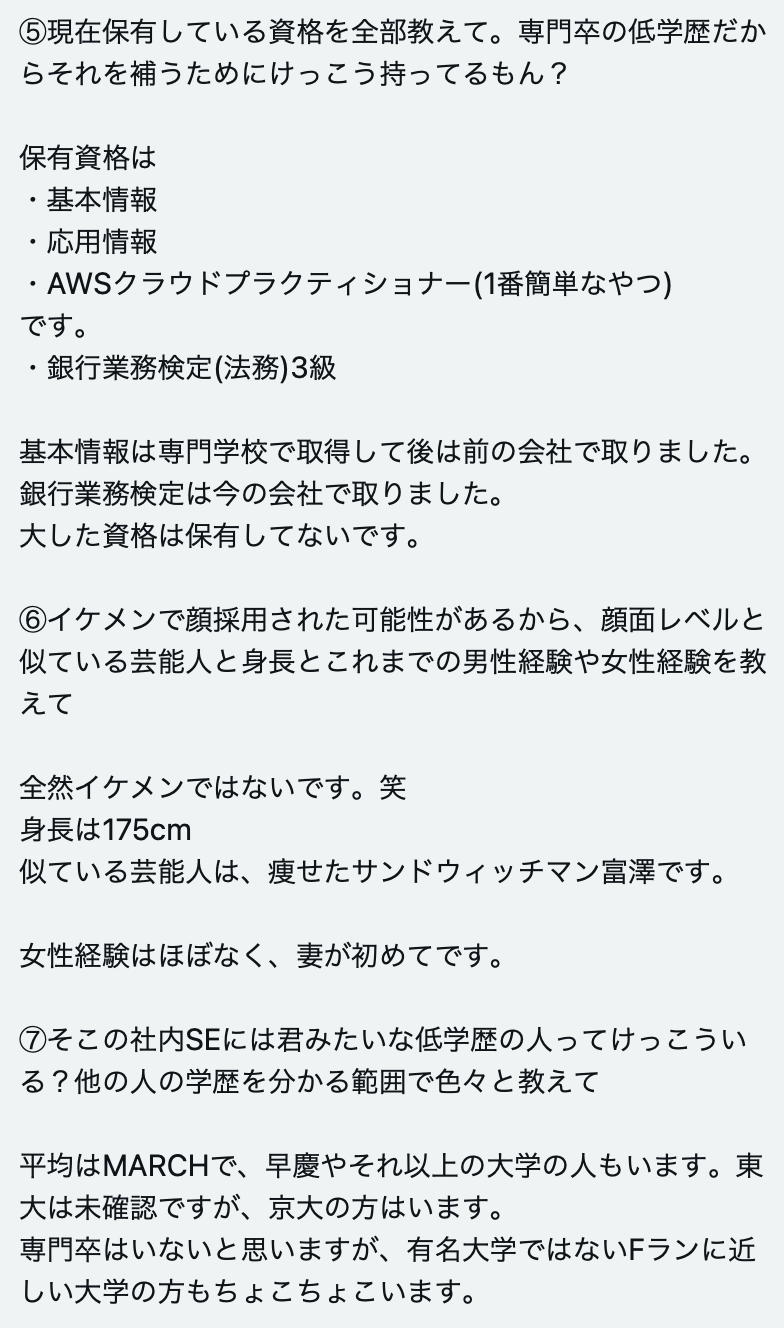 ⑤現在保有している資格を全部教えて。専門卒の低学歴だか
らそれを補うためにけっこう持ってるもん？
保有資格は
・基本情報
・応用情報
・AWSクラウドプラクティショナー(1番簡単なやつ)
です。
・銀行業務検定(法務)3級
基本情報は専門学校で取得して後は前の会社で取りました。
銀行業務検定は今の会社で取りました。
大した資格は保有してないです。
⑥イケメンで顔採用された可能性があるから、顔面レベルと
似ている芸能人と身長とこれまでの男性経験や女性経験を教
えて
全然イケメンではないです。笑
身長は175cm
似ている芸能人は、痩せたサンドウィッチマン富澤です。
女性経験はほぼなく、妻が初めてです。
⑦そこの社内SEには君みたいな低学歴の人ってけっこうい
る？他の人の学歴を分かる範囲で色々と教えて
平均はMARCHで、早慶やそれ以上の大学の人もいます。東
大は未確認ですが、京大の方はいます。
専門卒はいないと思いますが、有名大学ではないFランに近
しい大学の方もちょこちょこいます。